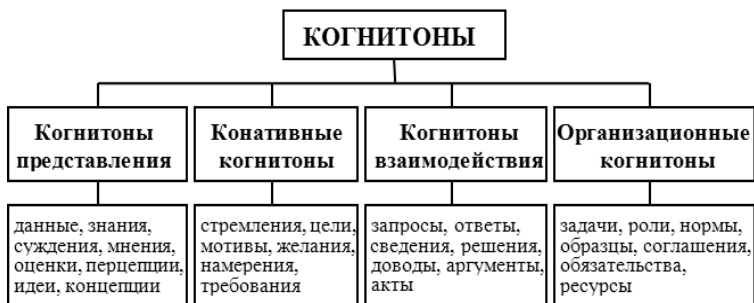 КОГНИТОНЫ
Когнитоны
представления
Конативные
когнитоны
Когнитоны
взаимодействия
Организационные
когнитоны
данные, знания,
суждения, мнения,
оценки, перцепции,
идеи, концепции
стремления, цели,
мотивы, желания,
намерения,
требования
запросы, ответы,
сведения, решения,
доводы, аргументы,
акты
задачи, роли, нормы,
образцы, соглашения,
обязательства,
ресурсы